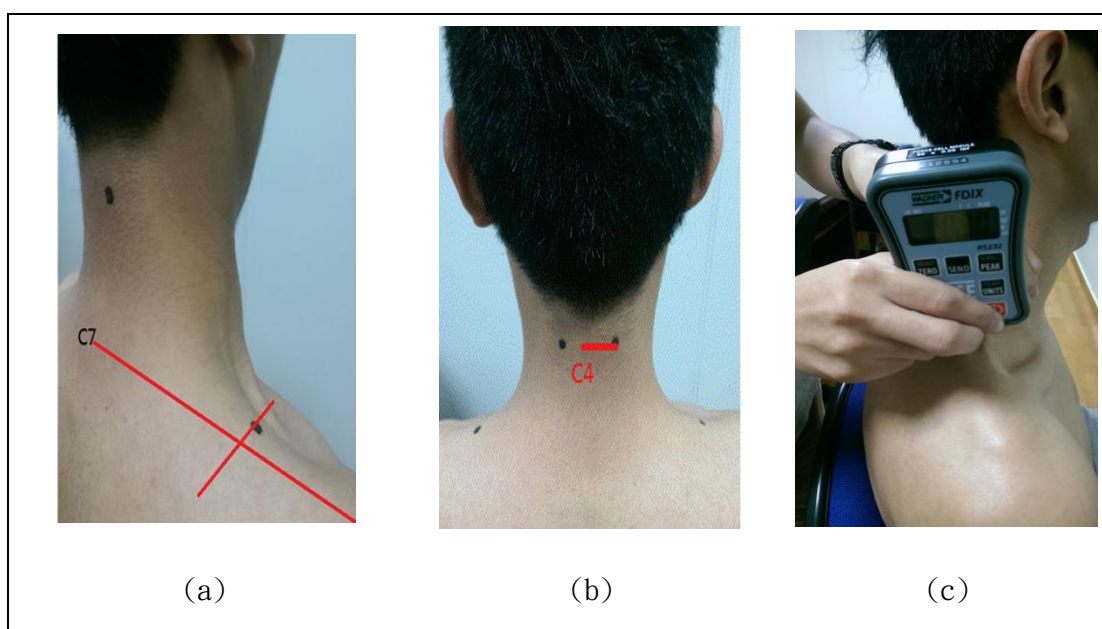 C7
C4
WAGNER FDIX
RS232
ZERO
SEND
PEAK
UNITS
(a)
(b)
(c)